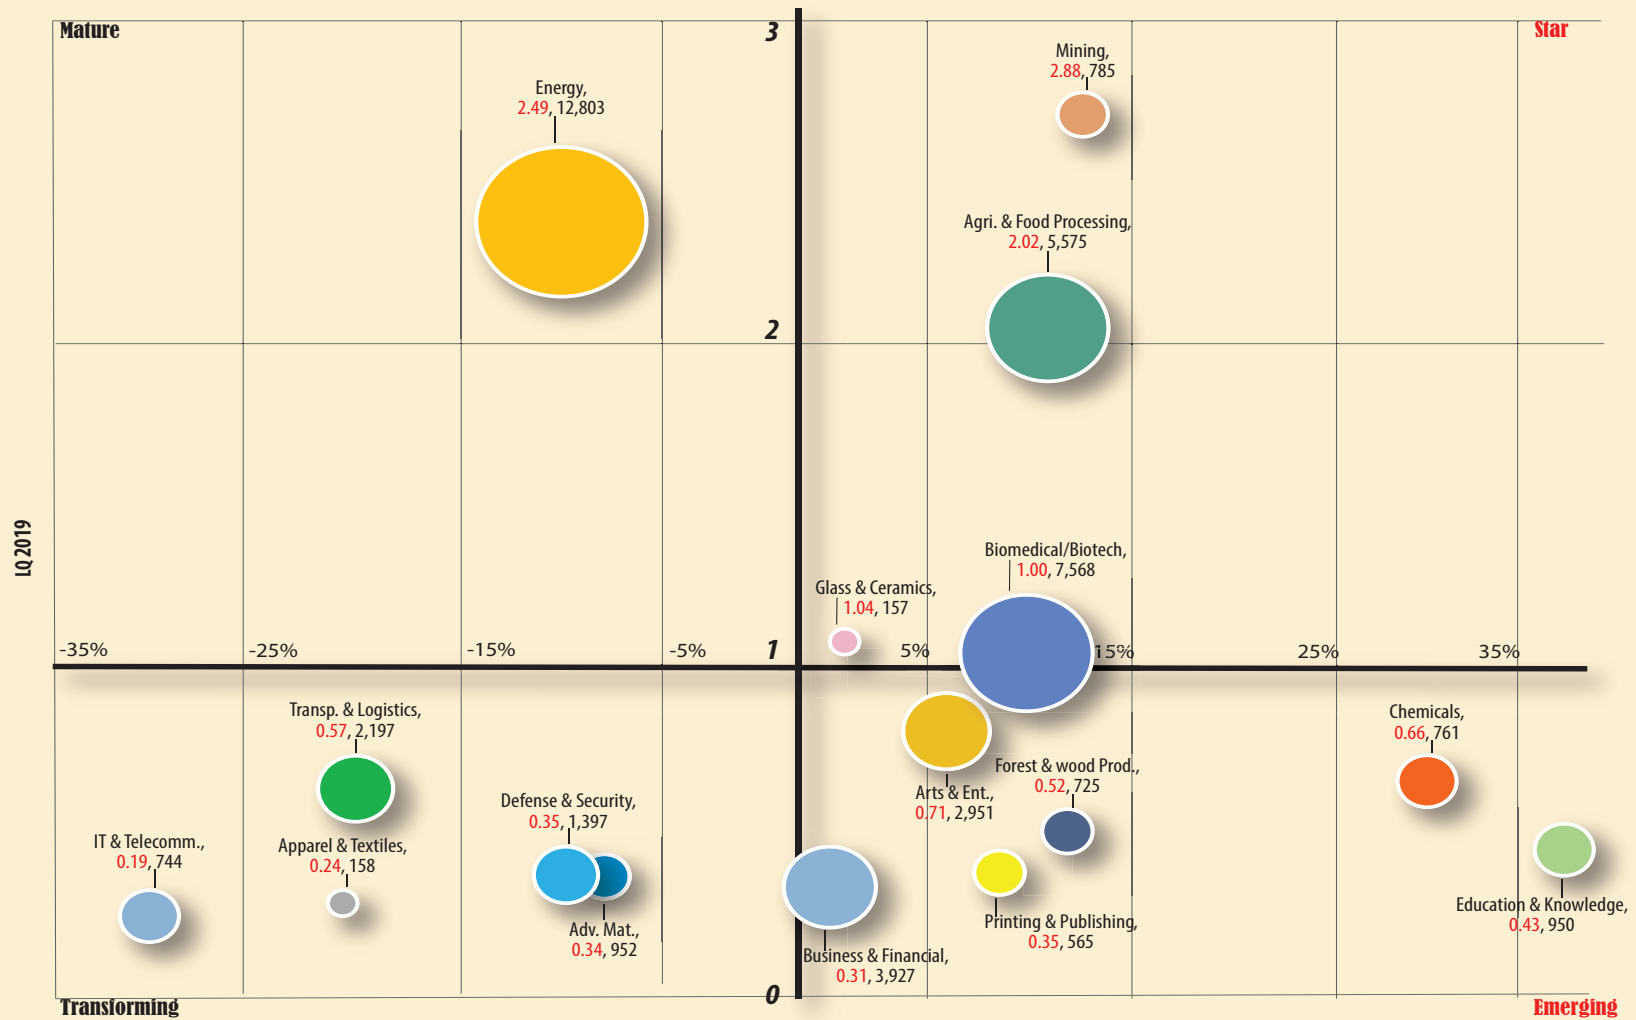 Mature
3
Star
Mining,
2.88, 785
Energy,
2.49, 12,803
Agri. & Food Processing,
2.02, 5,575
2
LQ 2019
Biomedical/Biotech,
1.00, 7,568
Glass & Ceramics,
1.04, 157
-35%
-25%
-15%
-5%
1
5%
15%
25%
35%
Transp. & Logistics,
0.57, 2,197
Chemicals,
0.66, 761
Forest & wood Prod.,
0.52, 725
Arts & Ent.,
0.71, 2,951
Defense & Security,
0.35, 1,397
IT & Telecomm.,
0.19, 744
Apparel & Textiles,
0.24, 158
Education & Knowledge,
0.43, 950
Printing & Publishing,
0.35, 565
Adv. Mat.,
0.34, 952
Business & Financial,
0.31, 3,927
0
Transforming
Emerging